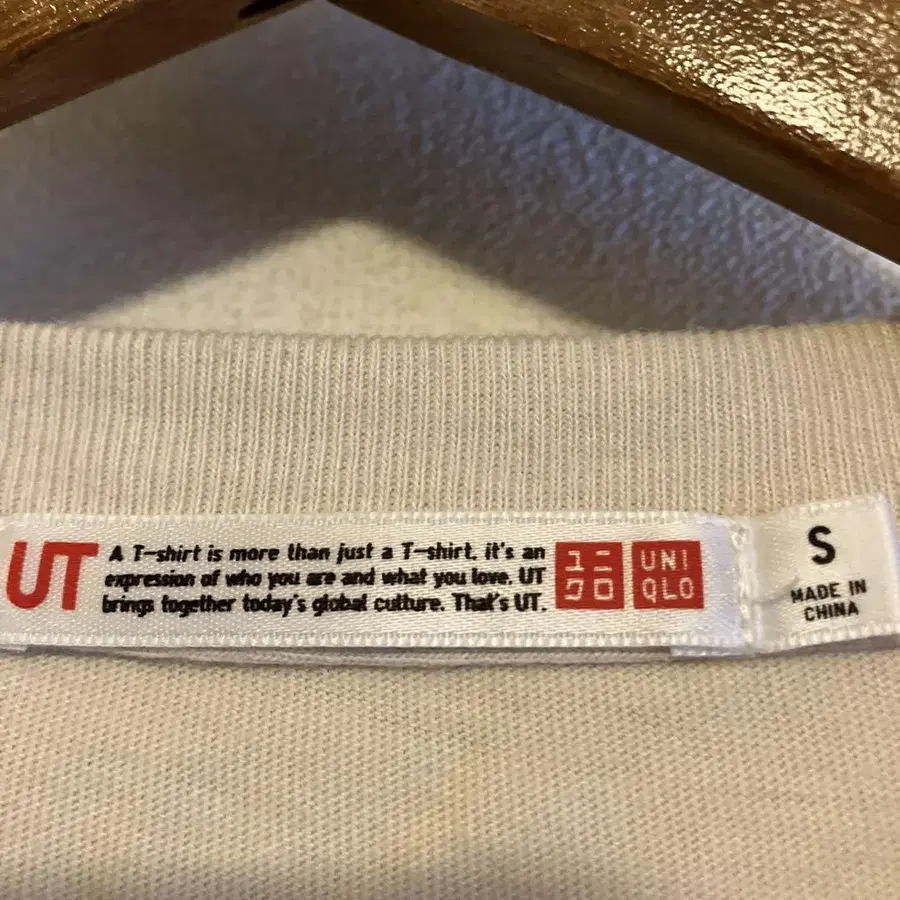 UT
A T-shirt is more than just a T-shirt. it's an
expression of who you are and what you love. UT
brings together today's global culture. That's UT.
ユニ
クロ
UNI
QLO
S
MADE IN
CHINA